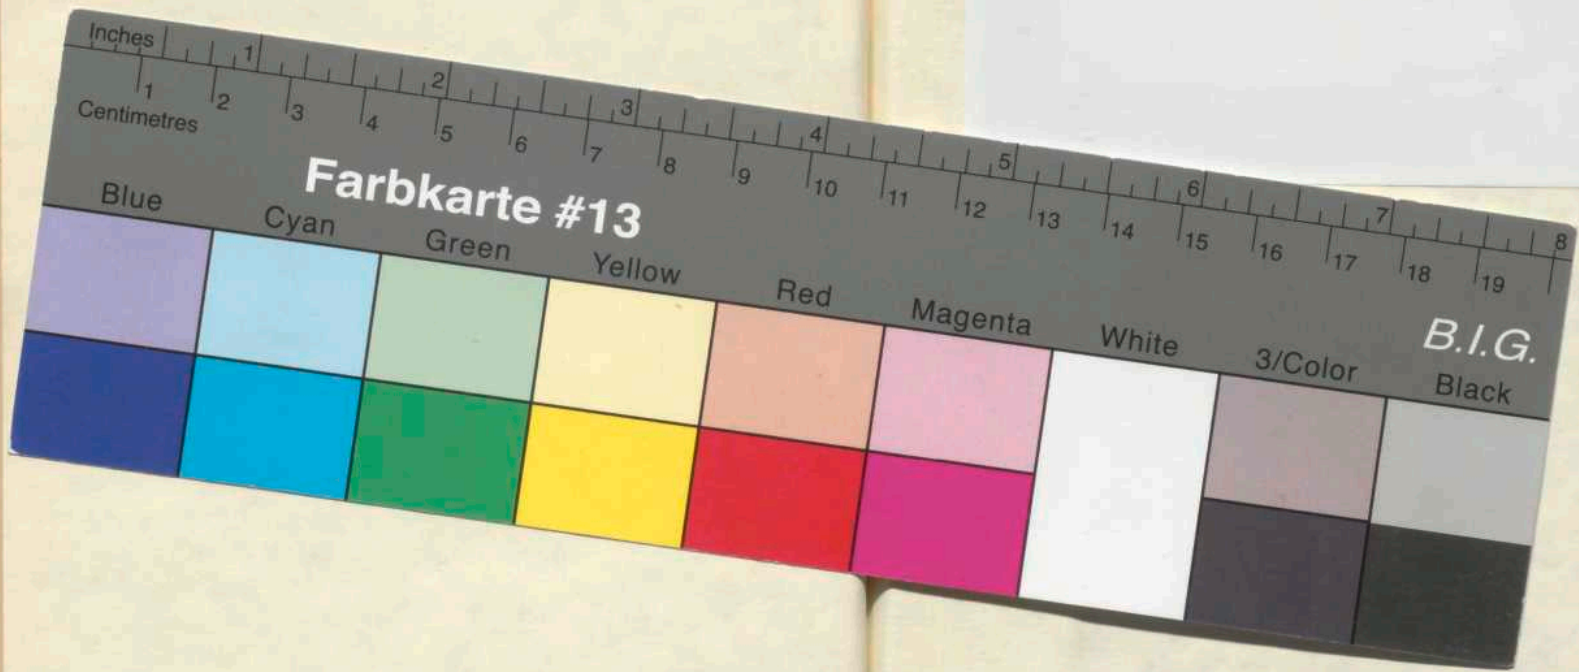 Inches 1 2 3 4 5 6 7 8
1 2 3 4 5 6 7 8 9 10 11 12 13 14 15 16 17 18 19
Centimetres
Farbkarte #13
B.I.G.
Blue Cyan Green Yellow Red Magenta White 3/Color Black